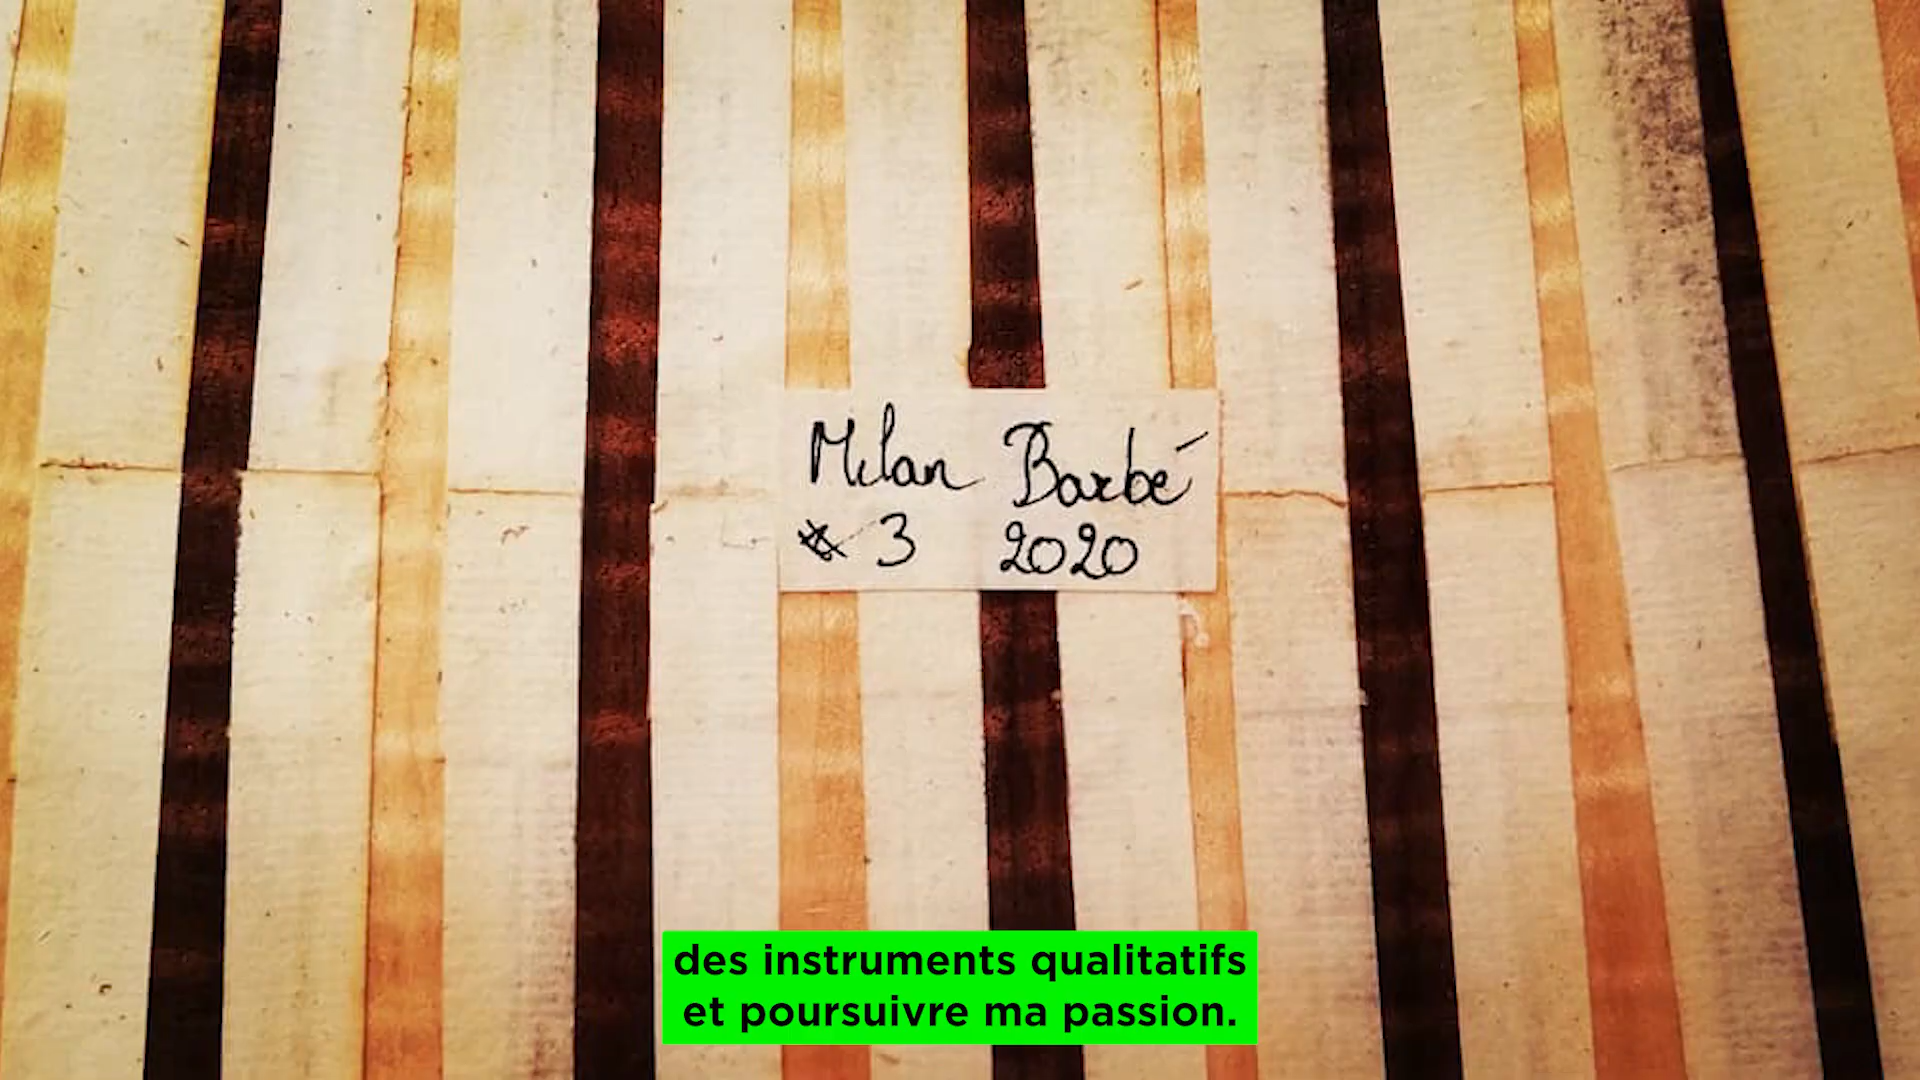 Milan Barbé
# 3 2020
des instruments qualitatifs
et poursuivre ma passion.